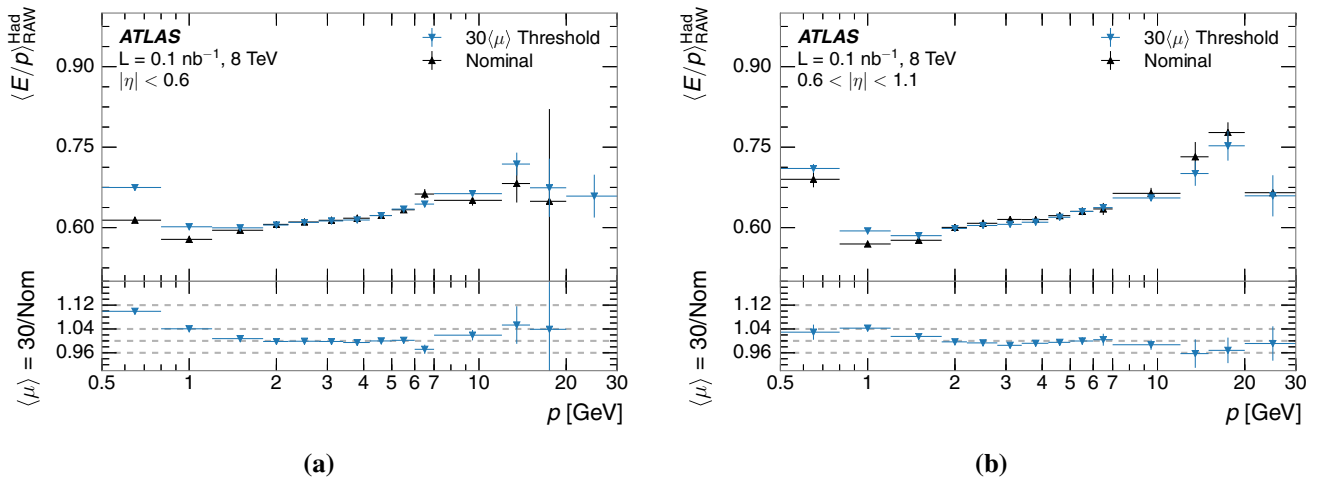 ⟨E/p⟩Had RAW
0.90
0.75
0.60
ATLAS
L = 0.1 nb−1, 8 TeV
|η| < 0.6
30⟨μ⟩ Threshold
Nominal
⟨μ⟩ = 30/Nom
1.12
1.04
0.96
0.5 1 2 3 4 5 6 7 10 20 30
p [GeV]
(a)
⟨E/p⟩Had RAW
0.90
0.75
0.60
ATLAS
L = 0.1 nb−1, 8 TeV
0.6 < |η| < 1.1
30⟨μ⟩ Threshold
Nominal
⟨μ⟩ = 30/Nom
1.12
1.04
0.96
0.5 1 2 3 4 5 6 7 10 20 30
p [GeV]
(b)